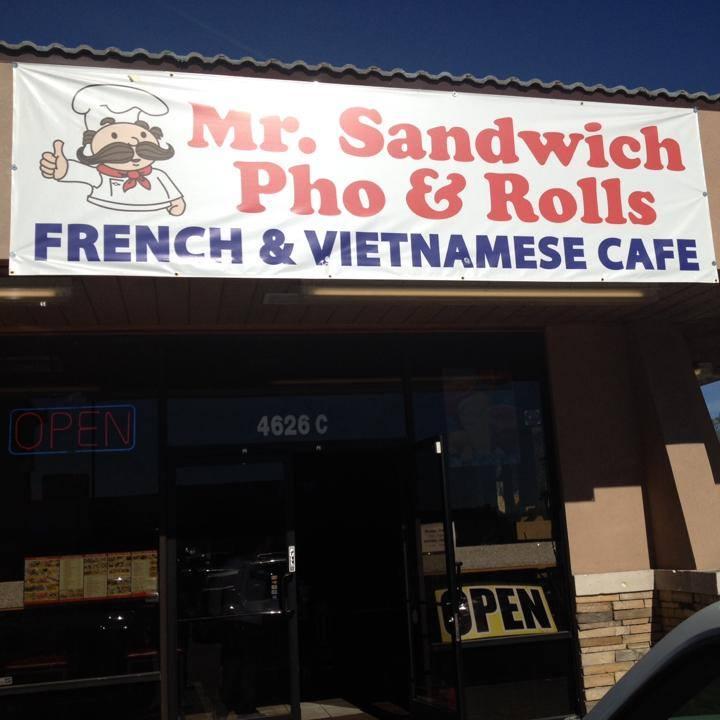 Mr. Sandwich
Pho & Rolls
FRENCH & VIETNAMESE CAFE
OPEN
4626 C
OPEN